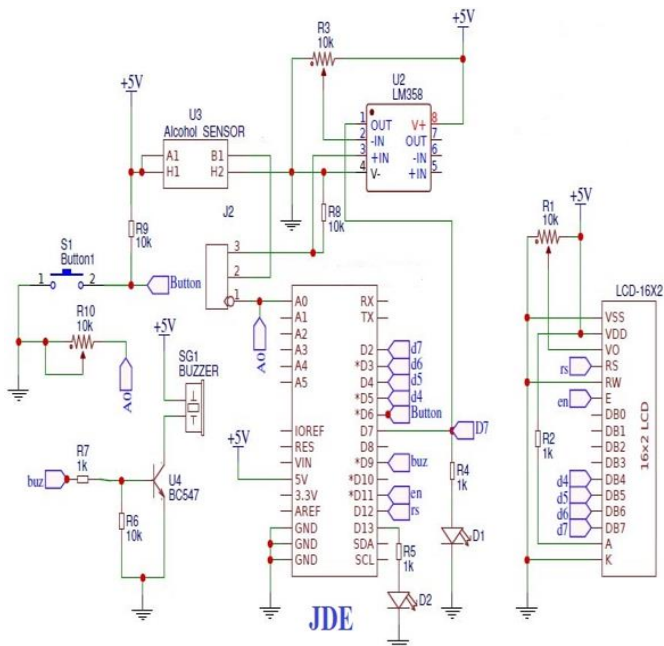 +5V
R3
10k
U2
LM358
1 OUT V+ 8
2 -IN OUT 7
3 +IN -IN 6
4 V- +IN 5
+5V
U3
Alcohol SENSOR
A1 B1
H1 H2
R9
10k
J2
3
2
1
R8
10k
S1
Button1
1 2
Button
R10
10k
A0
A0
+5V
SG1
BUZZER
R7
1k
buz
U4
BC547
R6
10k
+5V
A0 RX
A1 TX
A2
A3 D2 d7
A4 *D3 d6
A5 D4 d5
*D5 d4
*D6 Button
IOREF D7 D7
RES D8
VIN *D9 buz
5V *D10
3.3V *D11 en
AREF D12 rs
GND D13
GND SDA
GND SCL
R4
1k
D1
R5
1k
D2
JDE
+5V
R1
10k
LCD-16X2
VSS
VDD
VO
rs RS
RW
en E
DB0
R2
1k
DB1
DB2
DB3
d4 DB4
d5 DB5
d6 DB6
d7 DB7
A
K
16x2 LCD